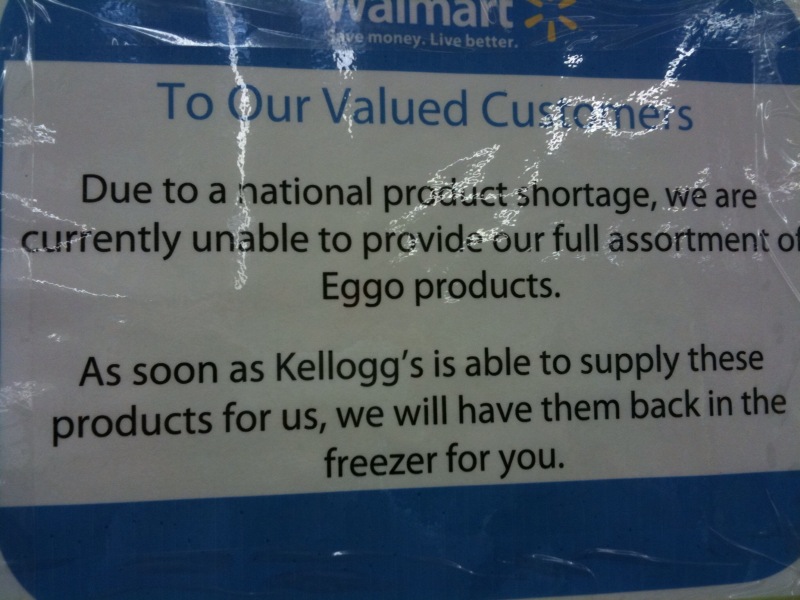 Walmart
Save money. Live better.
To Our Valued Customers
Due to a national product shortage, we are
currently unable to provide our full assortment of
Eggo products.
As soon as Kellogg's is able to supply these
products for us, we will have them back in the
freezer for you.